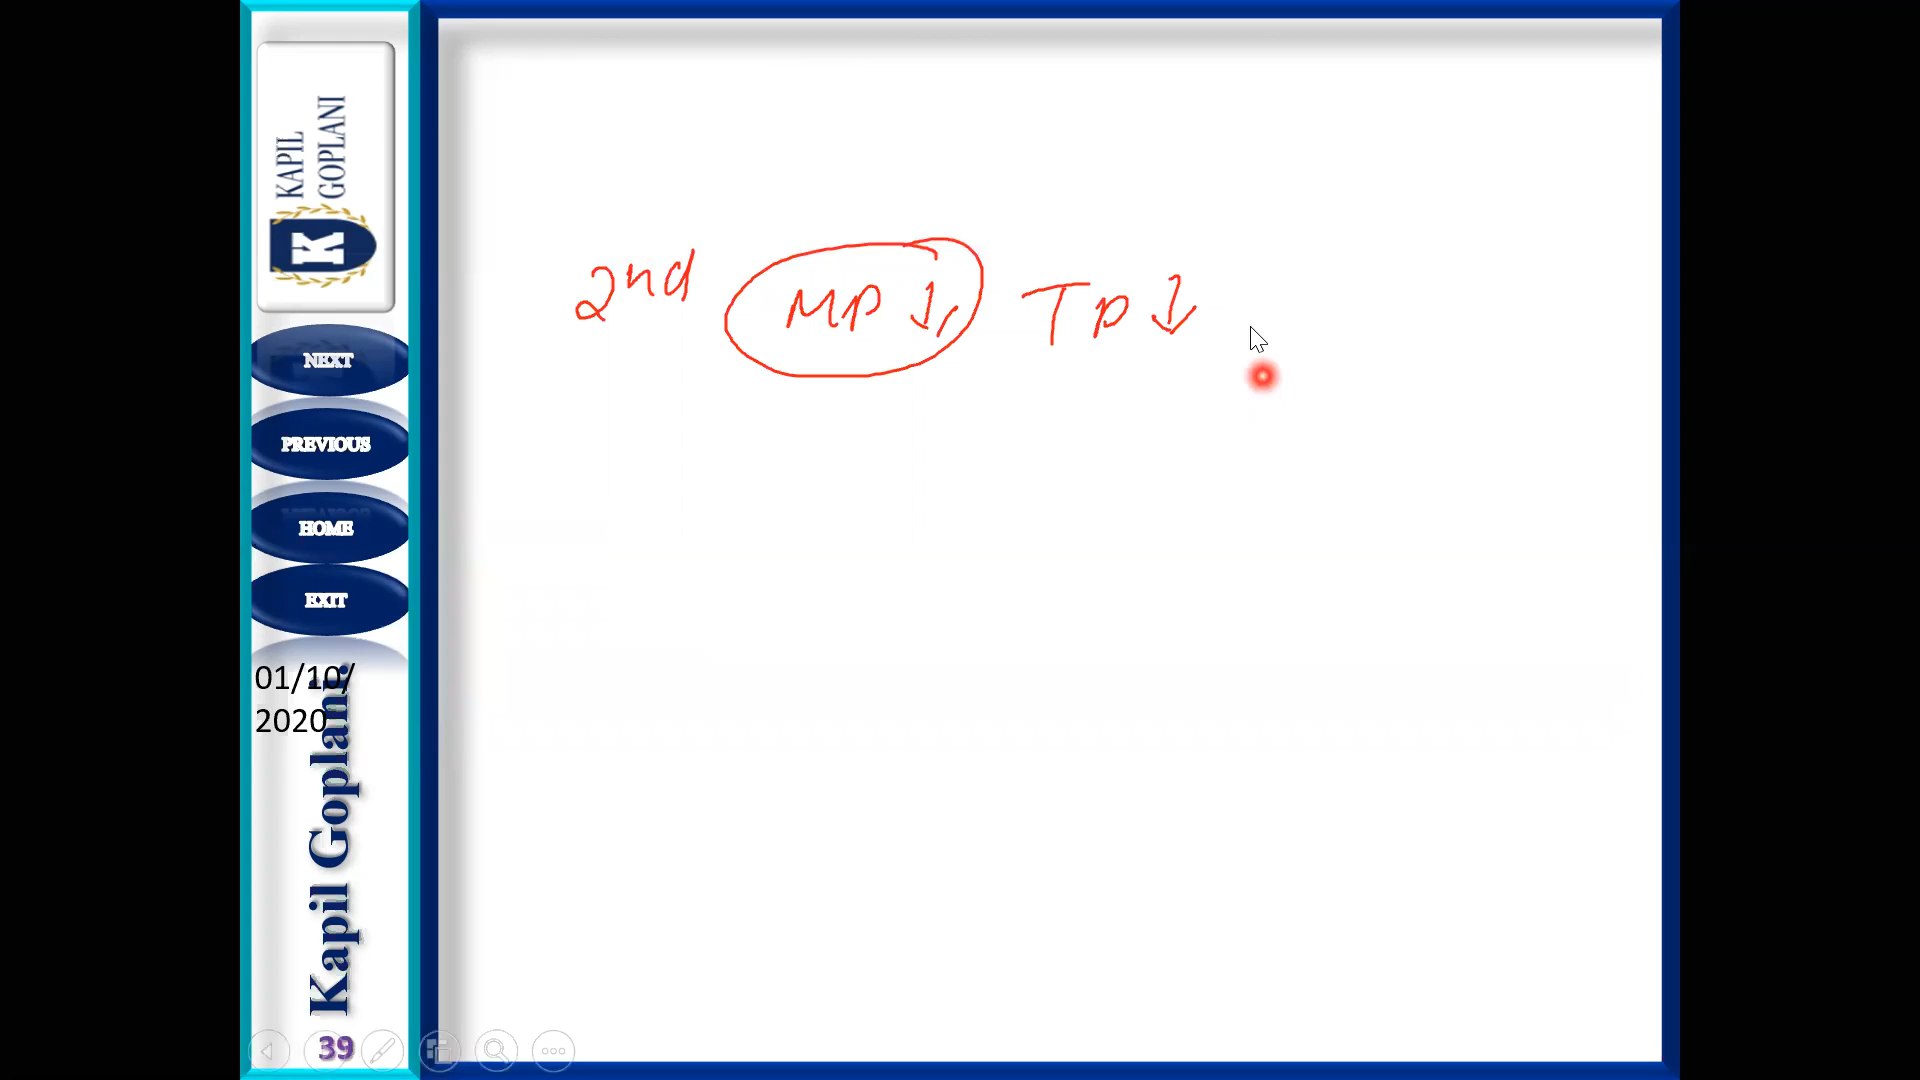 KAPIL
GOPLANI
K
NEXT
PREVIOUS
HOME
EXIT
01/10/
2020
Kapil Goplani.
39
2nd MP↓ TP↓